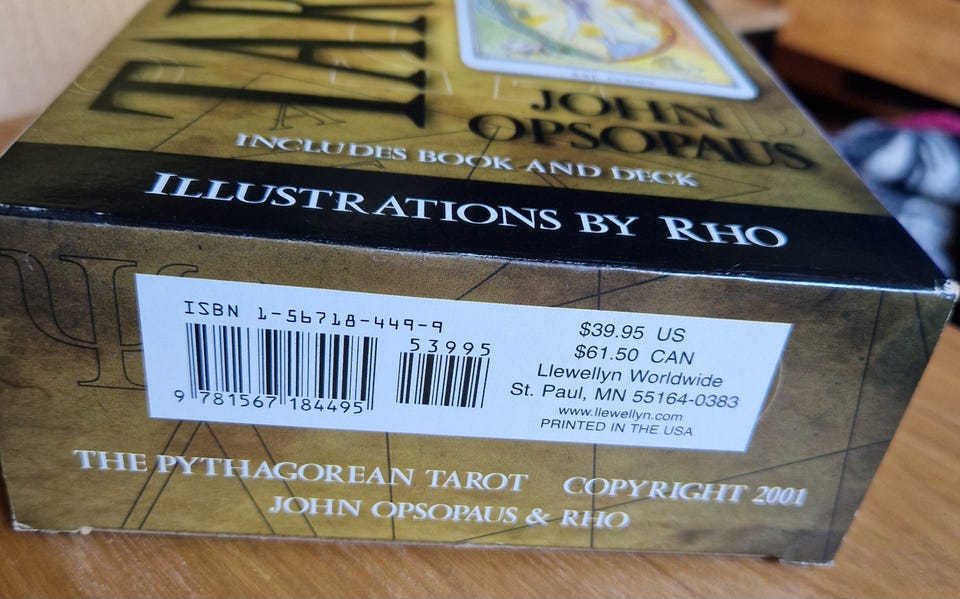 TAR
JOHN
OPSOPAUS
INCLUDES BOOK AND DECK
ILLUSTRATIONS BY RHO
ISBN 1-56718-449-9
53995
9 781567 184495
$39.95 US
$61.50 CAN
Llewellyn Worldwide
St. Paul, MN 55164-0383
www.llewellyn.com
PRINTED IN THE USA
THE PYTHAGOREAN TAROT COPYRIGHT 2001
JOHN OPSOPAUS & RHO